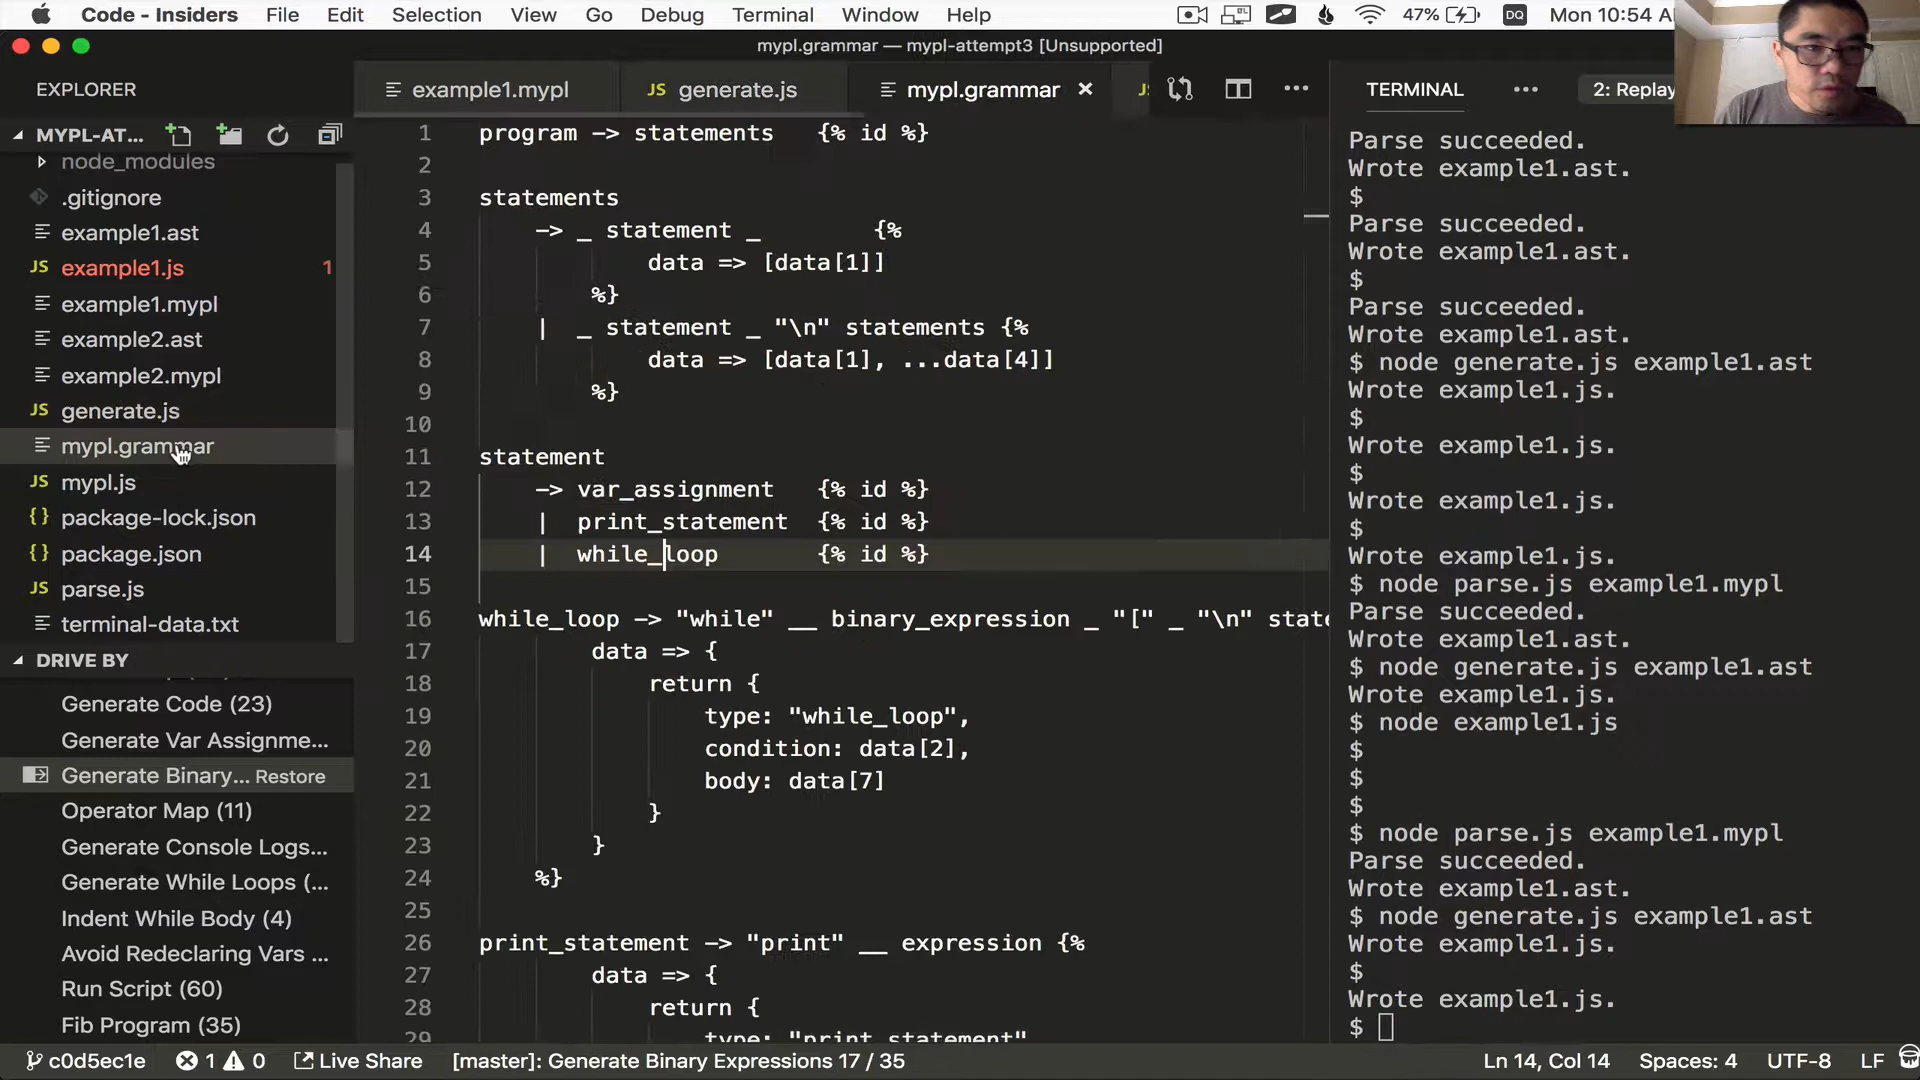 Code - Insiders File Edit Selection View Go Debug Terminal Window Help 47% DQ Mon 10:54
mypl.grammar — mypl-attempt3 [Unsupported]
EXPLORER
MYPL-AT...
node_modules
.gitignore
example1.ast
JS example1.js 1
example1.mypl
example2.ast
example2.mypl
JS generate.js
mypl.grammar
JS mypl.js
{} package-lock.json
{} package.json
JS parse.js
terminal-data.txt
DRIVE BY
Generate Code (23)
Generate Var Assignme...
Generate Binary... Restore
Operator Map (11)
Generate Console Logs...
Generate While Loops (...
Indent While Body (4)
Avoid Redeclaring Vars ...
Run Script (60)
Fib Program (35)
example1.mypl JS generate.js mypl.grammar × JS
1 program -> statements {% id %}
2
3 statements
4 -> _ statement _ {%
5 data => [data[1]]
6 %}
7 | _ statement _ "\n" statements {%
8 data => [data[1], ...data[4]]
9 %}
10
11 statement
12 -> var_assignment {% id %}
13 | print_statement {% id %}
14 | while_loop {% id %}
15
16 while_loop -> "while" __ binary_expression _ "[" _ "\n" state
17 data => {
18 return {
19 type: "while_loop",
20 condition: data[2],
21 body: data[7]
22 }
23 }
24 %}
25
26 print_statement -> "print" __ expression {%
27 data => {
28 return {
29 type: "print_statement"
TERMINAL ... 2: Replay
Parse succeeded.
Wrote example1.ast.
$
Parse succeeded.
Wrote example1.ast.
$
Parse succeeded.
Wrote example1.ast.
$ node generate.js example1.ast
Wrote example1.js.
$
Wrote example1.js.
$
Wrote example1.js.
$
Wrote example1.js.
$ node parse.js example1.mypl
Parse succeeded.
Wrote example1.ast.
$ node generate.js example1.ast
Wrote example1.js.
$ node example1.js
$
$
$
$ node parse.js example1.mypl
Parse succeeded.
Wrote example1.ast.
$ node generate.js example1.ast
Wrote example1.js.
$
Wrote example1.js.
$
c0d5ec1e 1 0 Live Share [master]: Generate Binary Expressions 17 / 35 Ln 14, Col 14 Spaces: 4 UTF-8 LF